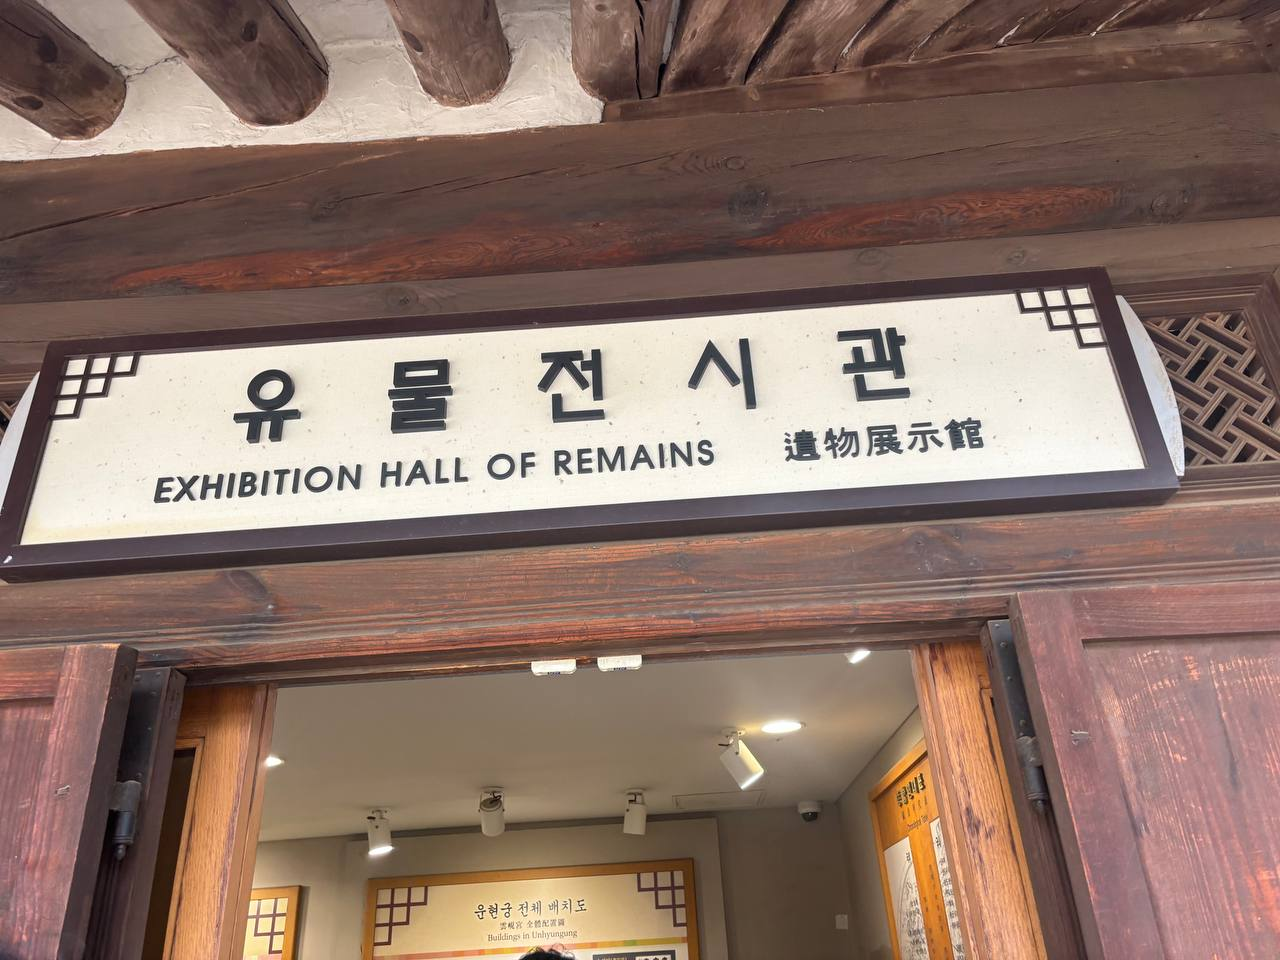 유물전시관
EXHIBITION HALL OF REMAINS 遺物展示館
운현궁 전체 배치도
雲峴宮 全體配置圖
Buildings in Unhyungung